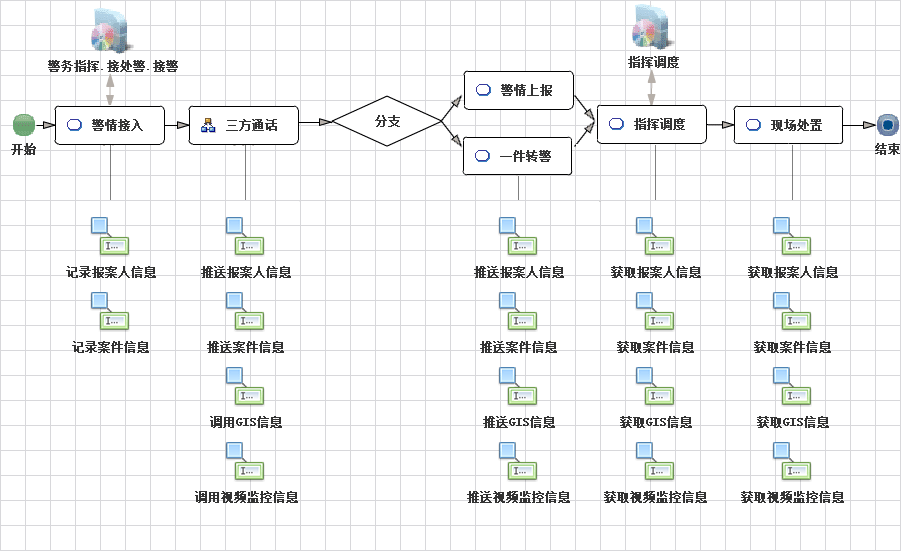 警务指挥.接处警.接警
指挥调度
开始
警情接入
三方通话
分支
警情上报
一件转警
指挥调度
现场处置
结束
I...
I...
I...
I...
I...
记录报案人信息
推送报案人信息
推送报案人信息
获取报案人信息
获取报案人信息
I...
I...
I...
I...
I...
记录案件信息
推送案件信息
推送案件信息
获取案件信息
获取案件信息
I...
I...
I...
I...
调用GIS信息
推送GIS信息
获取GIS信息
获取GIS信息
I...
I...
I...
I...
调用视频监控信息
推送视频监控信息
获取视频监控信息
获取视频监控信息